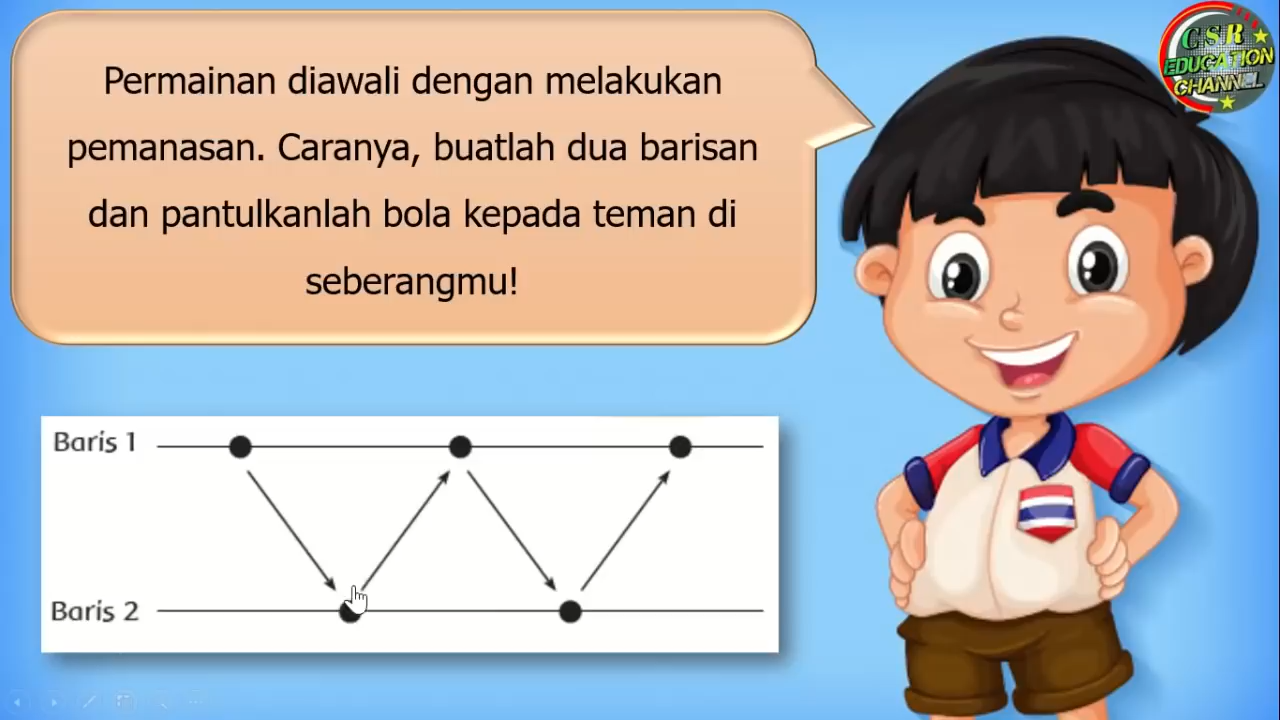 Permainan diawali dengan melakukan
pemanasan. Caranya, buatlah dua barisan
dan pantulkanlah bola kepada teman di
seberangmu!
CSR
EDUCATION
CHANNEL
Baris 1
Baris 2